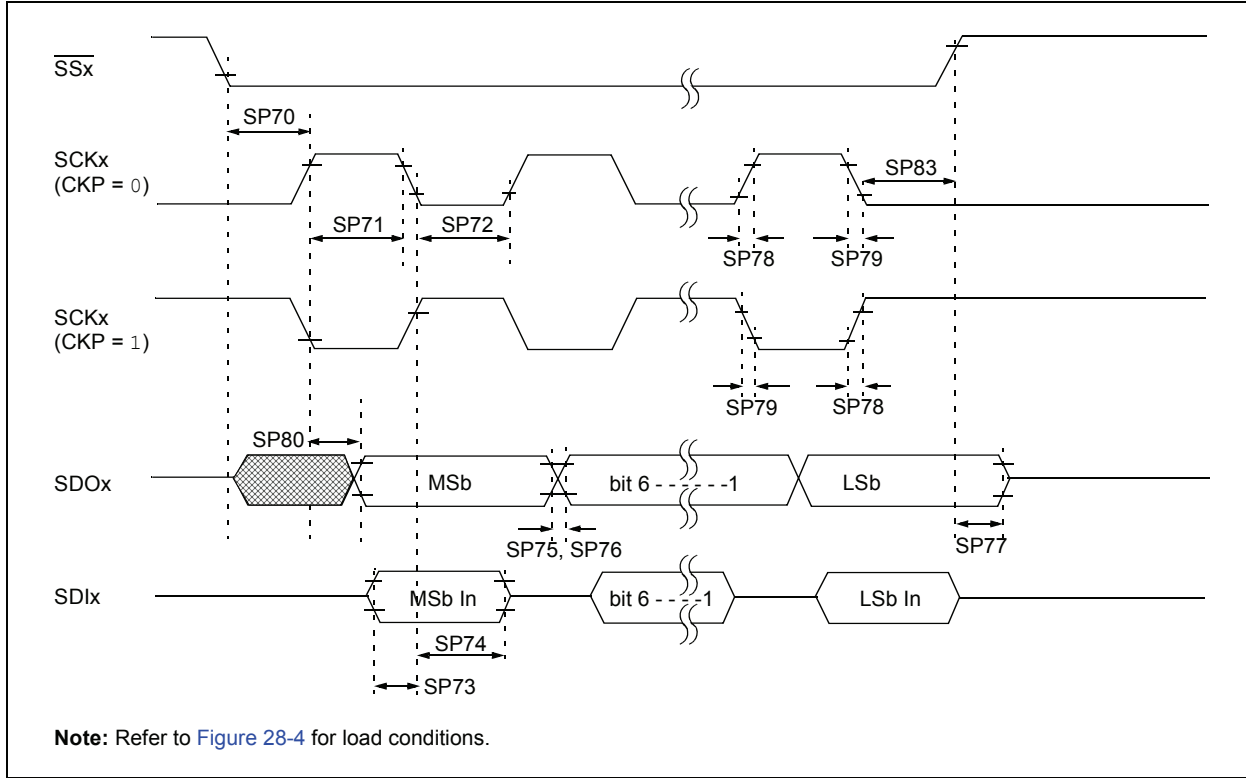 SSx
SP70
SCKx
(CKP = 0)
SP83
SP71
SP72
SP78
SP79
SCKx
(CKP = 1)
SP79
SP78
SP80
SDOx
MSb
bit 6 - - - - - -1
LSb
SP75, SP76
SP77
SDIx
MSb In
bit 6 - - - -1
LSb In
SP74
SP73
Note: Refer to Figure 28-4 for load conditions.